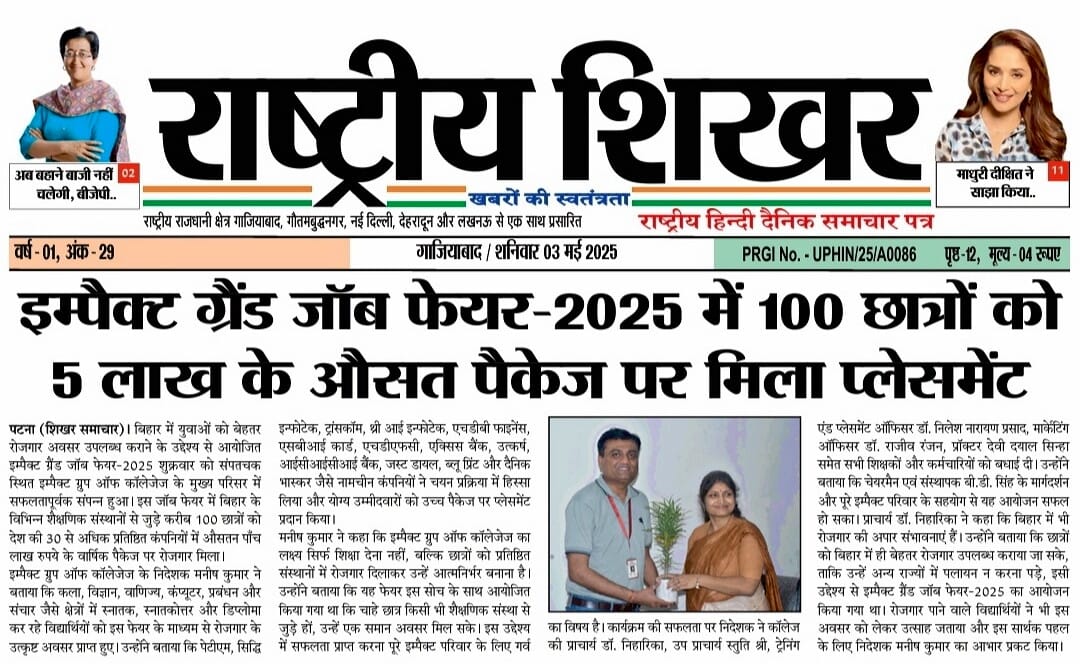 राष्ट्रीय शिखर
अब बहाने बाजी नहीं 02
चलेगी, बीजेपी..
माधुरी दीक्षित ने 11
साझा किया..
खबरों की स्वतंत्रता
राष्ट्रीय राजधानी क्षेत्र गाजियाबाद, गौतमबुद्धनगर, नई दिल्ली, देहरादून और लखनऊ से एक साथ प्रसारित
राष्ट्रीय हिन्दी दैनिक समाचार पत्र
वर्ष - 01, अंक - 29
गाजियाबाद / शनिवार 03 मई 2025
PRGI No. - UPHIN/25/A0086 पृष्ठ-12, मूल्य - 04 रूपए
इम्पैक्ट ग्रैंड जॉब फेयर-2025 में 100 छात्रों को
5 लाख के औसत पैकेज पर मिला प्लेसमेंट
पटना (शिखर समाचार)। बिहार में युवाओं को बेहतर
रोजगार अवसर उपलब्ध कराने के उद्देश्य से आयोजित
इम्पैक्ट ग्रैंड जॉब फेयर-2025 शुक्रवार को संपतचक
स्थित इम्पैक्ट ग्रुप ऑफ कॉलेजेज के मुख्य परिसर में
सफलतापूर्वक संपन्न हुआ। इस जॉब फेयर में बिहार के
विभिन्न शैक्षणिक संस्थानों से जुड़े करीब 100 छात्रों को
देश की 30 से अधिक प्रतिष्ठित कंपनियों में औसतन पाँच
लाख रुपये के वार्षिक पैकेज पर रोजगार मिला।
इम्पैक्ट ग्रुप ऑफ कॉलेजेज के निदेशक मनीष कुमार ने
बताया कि कला, विज्ञान, वाणिज्य, कंप्यूटर, प्रबंधन और
संचार जैसे क्षेत्रों में स्नातक, स्नातकोत्तर और डिप्लोमा
कर रहे विद्यार्थियों को इस फेयर के माध्यम से रोजगार के
उत्कृष्ट अवसर प्राप्त हुए। उन्होंने बताया कि पेटीएम, सिद्धि
इन्फोटेक, ट्रांसकॉम, श्री आई इन्फोटेक, एचडीवी फाइनेंस,
एसबीआई कार्ड, एचडीएफसी, एक्सिस बैंक, उत्कर्ष,
आईसीआईसीआई बैंक, जस्ट डायल, ब्लू प्रिंट और दैनिक
भास्कर जैसे नामचीन कंपनियों ने चयन प्रक्रिया में हिस्सा
लिया और योग्य उम्मीदवारों को उच्च पैकेज पर प्लेसमेंट
प्रदान किया।
मनीष कुमार ने कहा कि इम्पैक्ट ग्रुप ऑफ कॉलेजेज का
लक्ष्य सिर्फ शिक्षा देना नहीं, बल्कि छात्रों को प्रतिष्ठित
संस्थानों में रोजगार दिलाकर उन्हें आत्मनिर्भर बनाना है।
उन्होंने बताया कि यह फेयर इस सोच के साथ आयोजित
किया गया था कि चाहे छात्र किसी भी शैक्षणिक संस्था से
जुड़े हों, उन्हें एक समान अवसर मिल सके। इस उद्देश्य
में सफलता प्राप्त करना पूरे इम्पैक्ट परिवार के लिए गर्व
का विषय है। कार्यक्रम की सफलता पर निदेशक ने कॉलेज
की प्राचार्य डॉ. निहारिका, उप प्राचार्य स्तुति श्री, ट्रेनिंग
एंड प्लेसमेंट ऑफिसर डॉ. निलेश नारायण प्रसाद, मार्केटिंग
ऑफिसर डॉ. राजीव रंजन, प्रॉक्टर देवी दयाल सिन्हा
समेत सभी शिक्षकों और कर्मचारियों को बधाई दी। उन्होंने
बताया कि चेयरमैन एवं संस्थापक बी.डी. सिंह के मार्गदर्शन
और पूरे इम्पैक्ट परिवार के सहयोग से यह आयोजन सफल
हो सका। प्राचार्य डॉ. निहारिका ने कहा कि बिहार में भी
रोजगार की अपार संभावनाएं हैं। उन्होंने बताया कि छात्रों
को बिहार में ही बेहतर रोजगार उपलब्ध कराया जा सके,
ताकि उन्हें अन्य राज्यों में पलायन न करना पड़े, इसी
उद्देश्य से इम्पैक्ट ग्रैंड जॉब फेयर-2025 का आयोजन
किया गया था। रोजगार पाने वाले विद्यार्थियों ने भी इस
अवसर को लेकर उत्साह जताया और इस सार्थक पहल
के लिए निदेशक मनीष कुमार का आभार प्रकट किया।